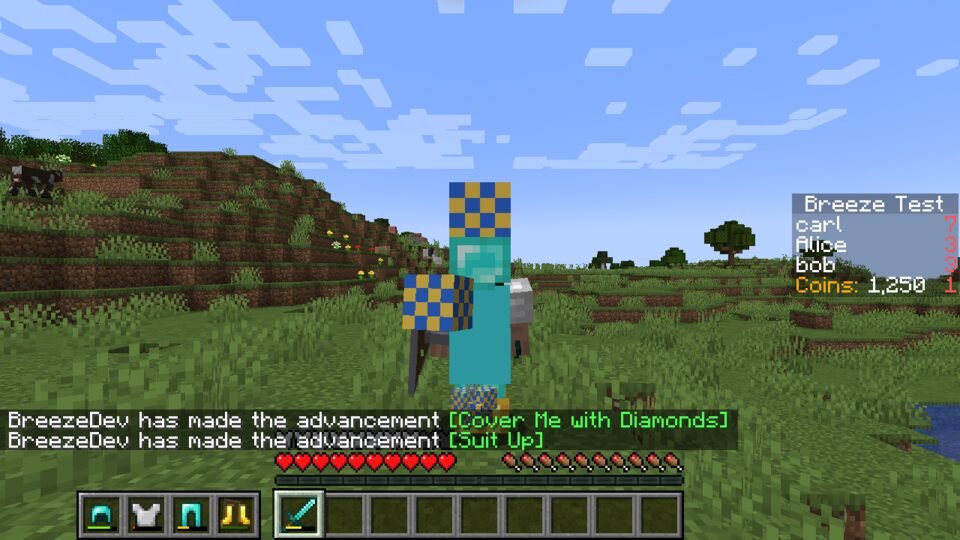 Breeze Test
carl 7
Alice 3
bob 2
Coins: 1,250 1
BreezeDev has made the advancement [Cover Me with Diamonds]
BreezeDev has made the advancement [Suit Up]